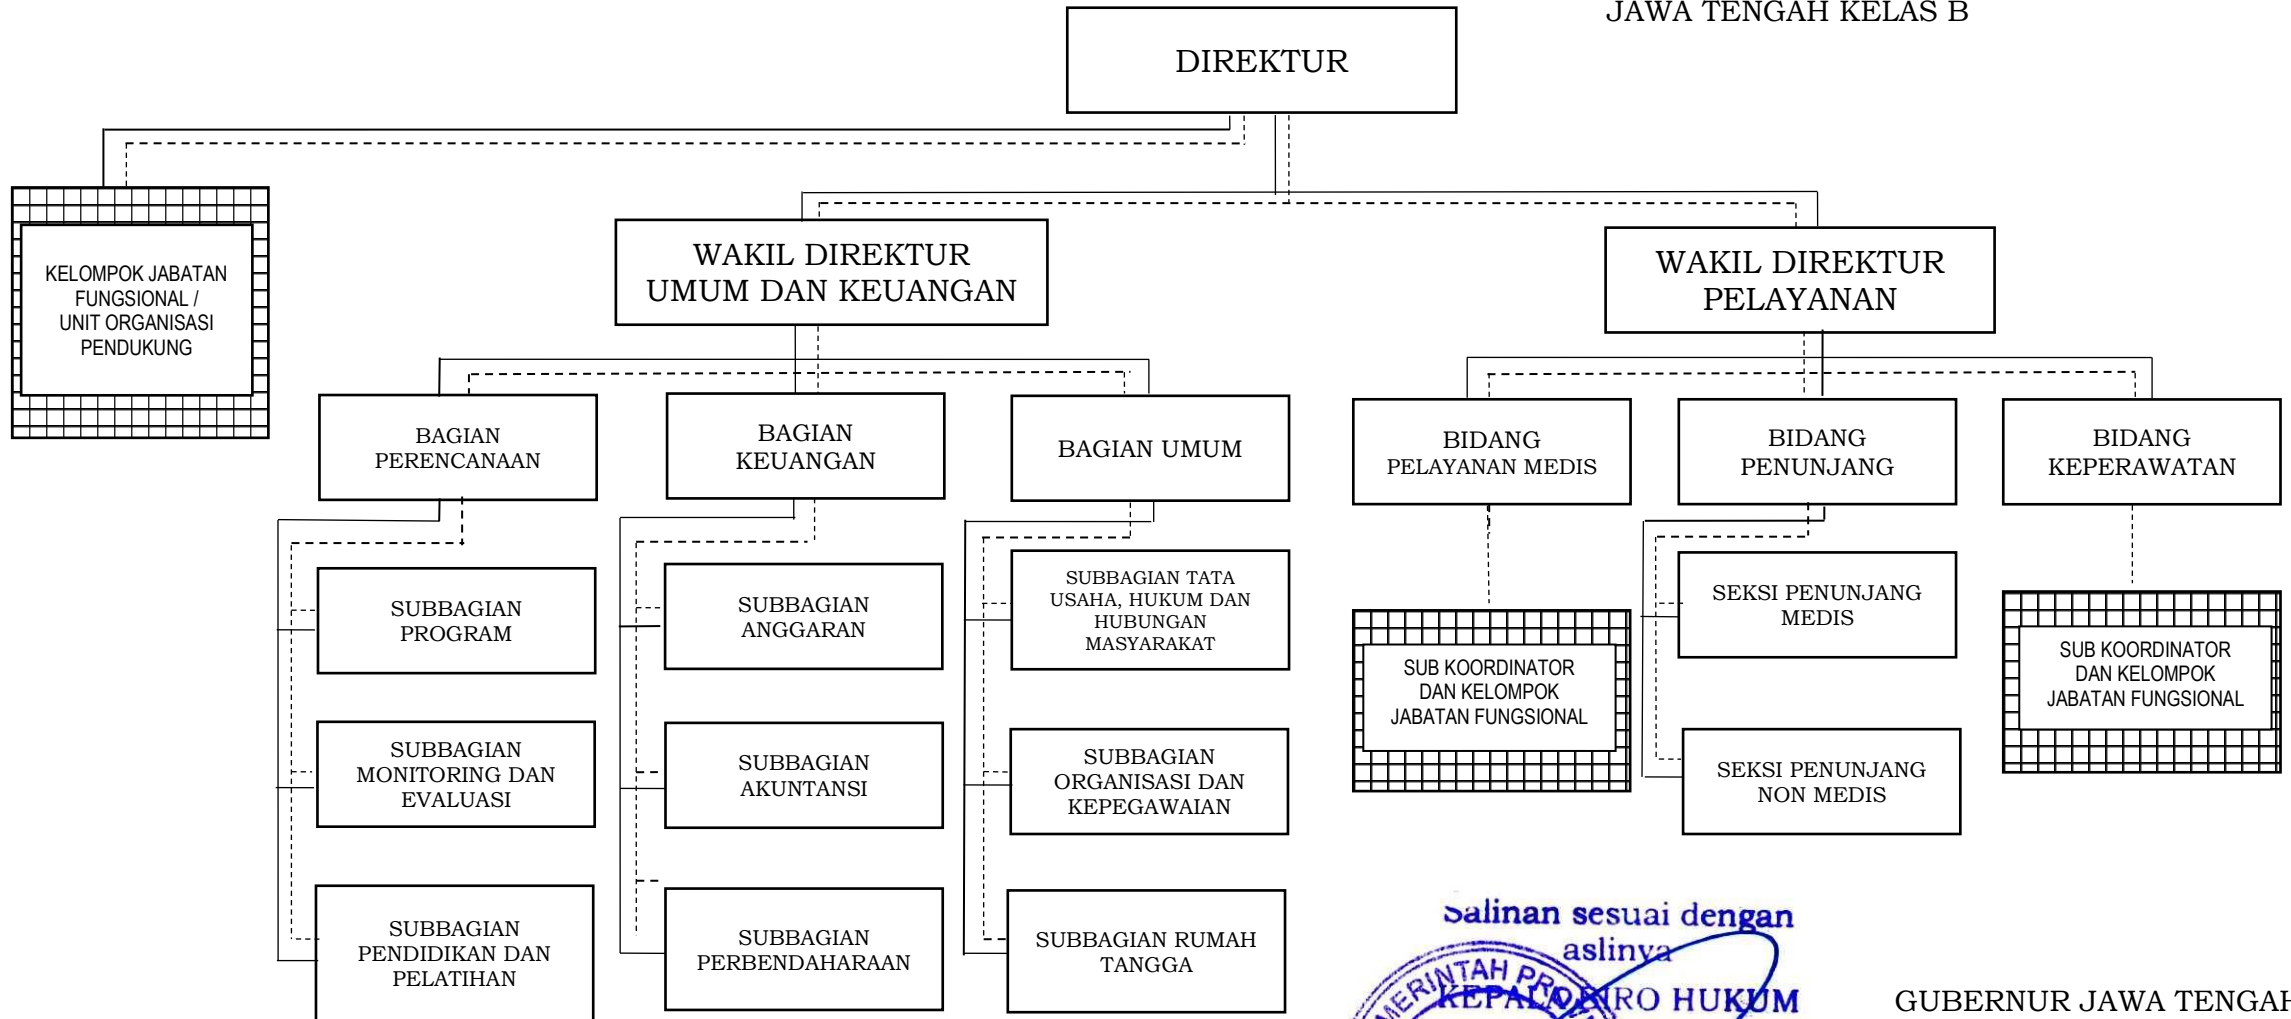 JAWA TENGAH KELAS B
DIREKTUR
KELOMPOK JABATAN
FUNGSIONAL /
UNIT ORGANISASI
PENDUKUNG
WAKIL DIREKTUR
UMUM DAN KEUANGAN
WAKIL DIREKTUR
PELAYANAN
BAGIAN
PERENCANAAN
BAGIAN
KEUANGAN
BAGIAN UMUM
BIDANG
PELAYANAN MEDIS
BIDANG
PENUNJANG
BIDANG
KEPERAWATAN
SUBBAGIAN
PROGRAM
SUBBAGIAN
ANGGARAN
SUBBAGIAN TATA
USAHA, HUKUM DAN
HUBUNGAN
MASYARAKAT
SUB KOORDINATOR
DAN KELOMPOK
JABATAN FUNGSIONAL
SEKSI PENUNJANG
MEDIS
SUB KOORDINATOR
DAN KELOMPOK
JABATAN FUNGSIONAL
SUBBAGIAN
MONITORING DAN
EVALUASI
SUBBAGIAN
AKUNTANSI
SUBBAGIAN
ORGANISASI DAN
KEPEGAWAIAN
SEKSI PENUNJANG
NON MEDIS
SUBBAGIAN
PENDIDIKAN DAN
PELATIHAN
SUBBAGIAN
PERBENDAHARAAN
SUBBAGIAN RUMAH
TANGGA
Salinan sesuai dengan
aslinya
KEPALA BIRO HUKUM
GUBERNUR JAWA TENGAH